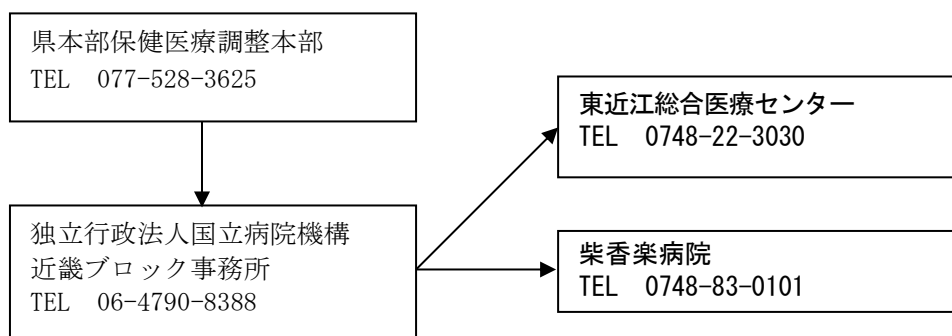 県本部保健医療調整本部
TEL　077-528-3625
独立行政法人国立病院機構
近畿ブロック事務所
TEL　06-4790-8388
東近江総合医療センター
TEL　0748-22-3030
柴香楽病院
TEL　0748-83-0101